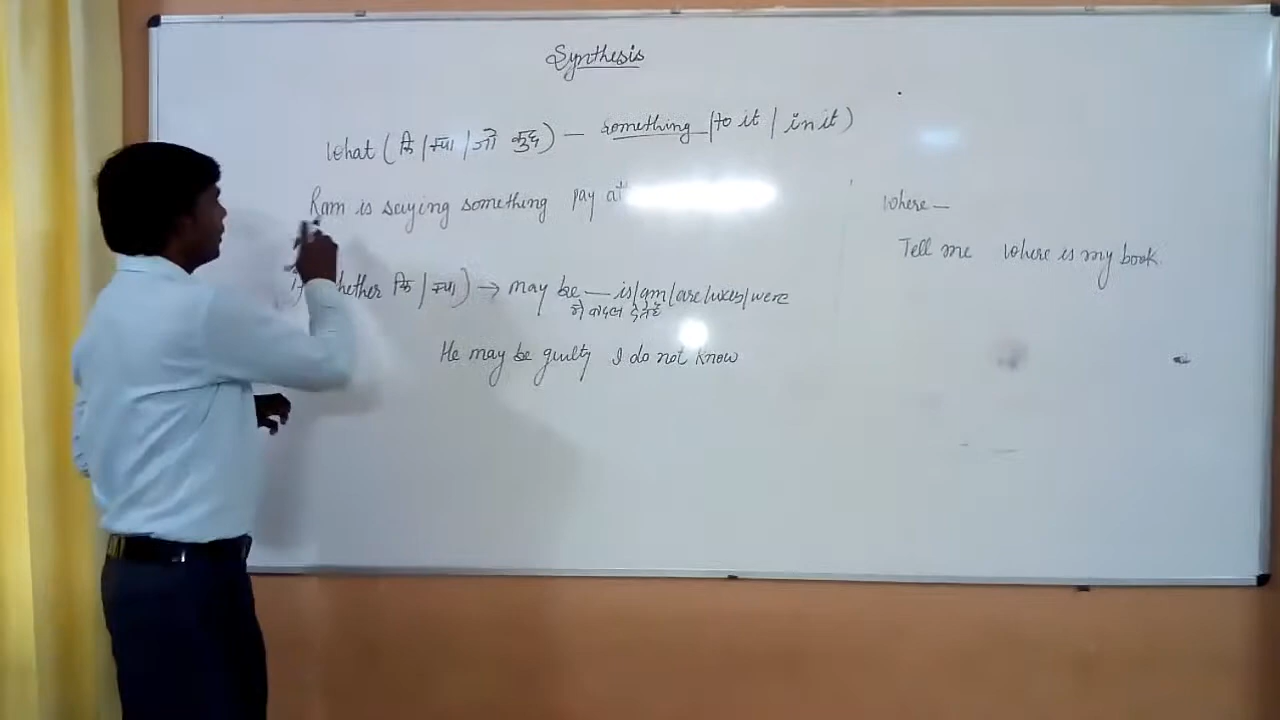 Synthesis
What (कि / क्या / जो कुछ) — something / to it / in it)
Ram is saying something pay at
Where —
Tell me where is my book.
whether कि / क्या) → may be — is/am/are/was/were
में बदल देते हैं
He may be guilty I do not know